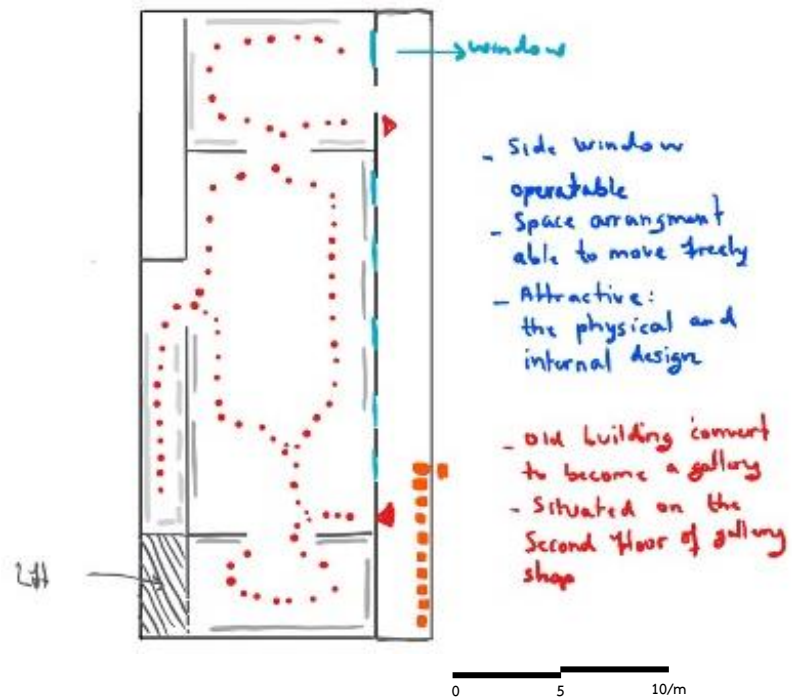 window
- Side window
operatable
- Space arrangment
able to move freely
- Attractive:
the physical and
internal design
- Old building convert
to become a gallery
- Situated on the
Second floor of gallery
shop
0 5 10/m